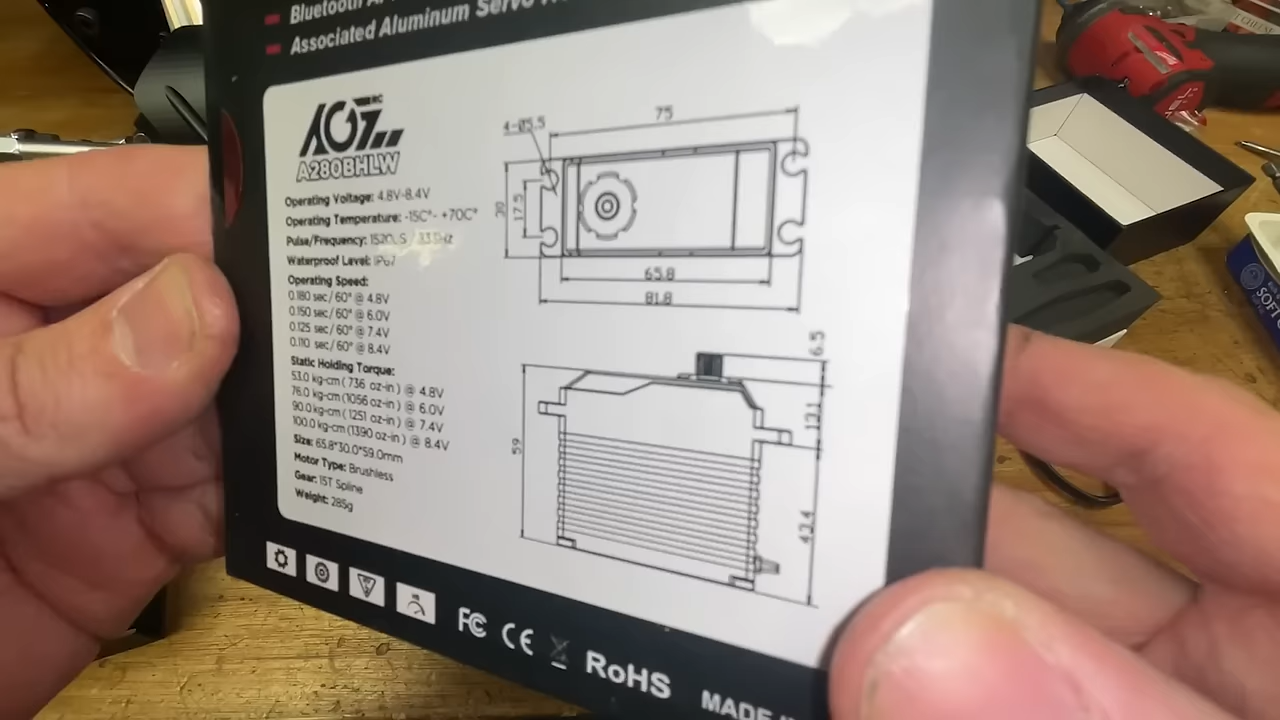 Bluetooth
Associated Aluminum Servo
AGF RC
A280BHLW
Operating Voltage: 4.8V-8.4V
Operating Temperature: -15C°- +70C°
Pulse/Frequency: 1520 S / 333Hz
Waterproof Level: IP67
Operating Speed:
0.180 sec/60° @ 4.8V
0.150 sec/60° @ 6.0V
0.125 sec/60° @ 7.4V
0.110 sec/60° @ 8.4V
Static Holding Torque:
53.0 kg-cm ( 736 oz-in ) @ 4.8V
76.0 kg-cm (1056 oz-in ) @ 6.0V
90.0 kg-cm ( 1251 oz-in ) @ 7.4V
100.0 kg-cm (1390 oz-in ) @ 8.4V
Size: 65.8*30.0*59.0mm
Motor Type: Brushless
Gear: 15T Spline
Weight: 285g
75
4-Ø5.5
30
17.5
65.8
81.8
6.5
59
43.4
FC CE RoHS MADE
SOFT